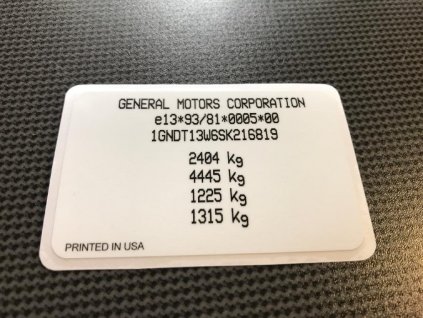 GENERAL MOTORS CORPORATION
e13*93/81*0005*00
1GNDT13W6SK216819
2404 kg
4445 kg
1225 kg
1315 kg
PRINTED IN USA